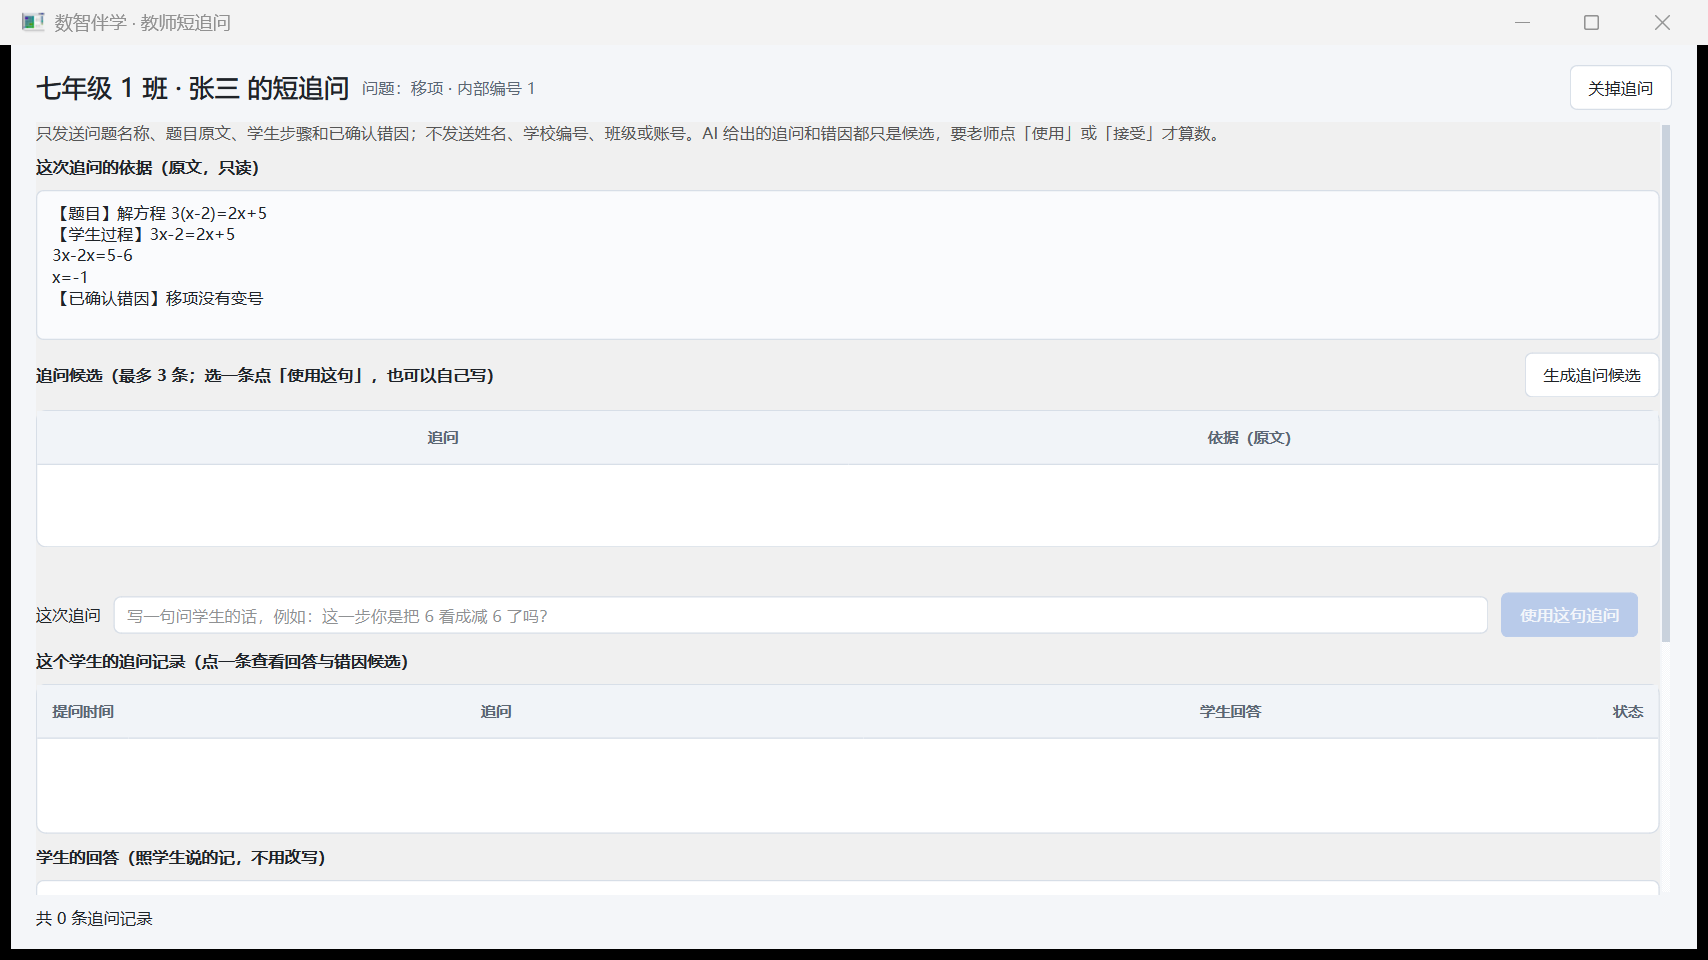 数智伴学 · 教师短追问
七年级 1 班 · 张三 的短追问 问题：移项 · 内部编号 1 关掉追问
只发送问题名称、题目原文、学生步骤和已确认错因；不发送姓名、学校编号、班级或账号。AI 给出的追问和错因都只是候选，要老师点「使用」或「接受」才算数。
这次追问的依据（原文，只读）
【题目】解方程 3(x-2)=2x+5
【学生过程】3x-2=2x+5
3x-2x=5-6
x=-1
【已确认错因】移项没有变号
追问候选（最多 3 条；选一条点「使用这句」，也可以自己写） 生成追问候选
追问 依据（原文）
这次追问 写一句问学生的话，例如：这一步你是把 6 看成减 6 了吗？ 使用这句追问
这个学生的追问记录（点一条查看回答与错因候选）
提问时间 追问 学生回答 状态
学生的回答（照学生说的记，不用改写）
共 0 条追问记录